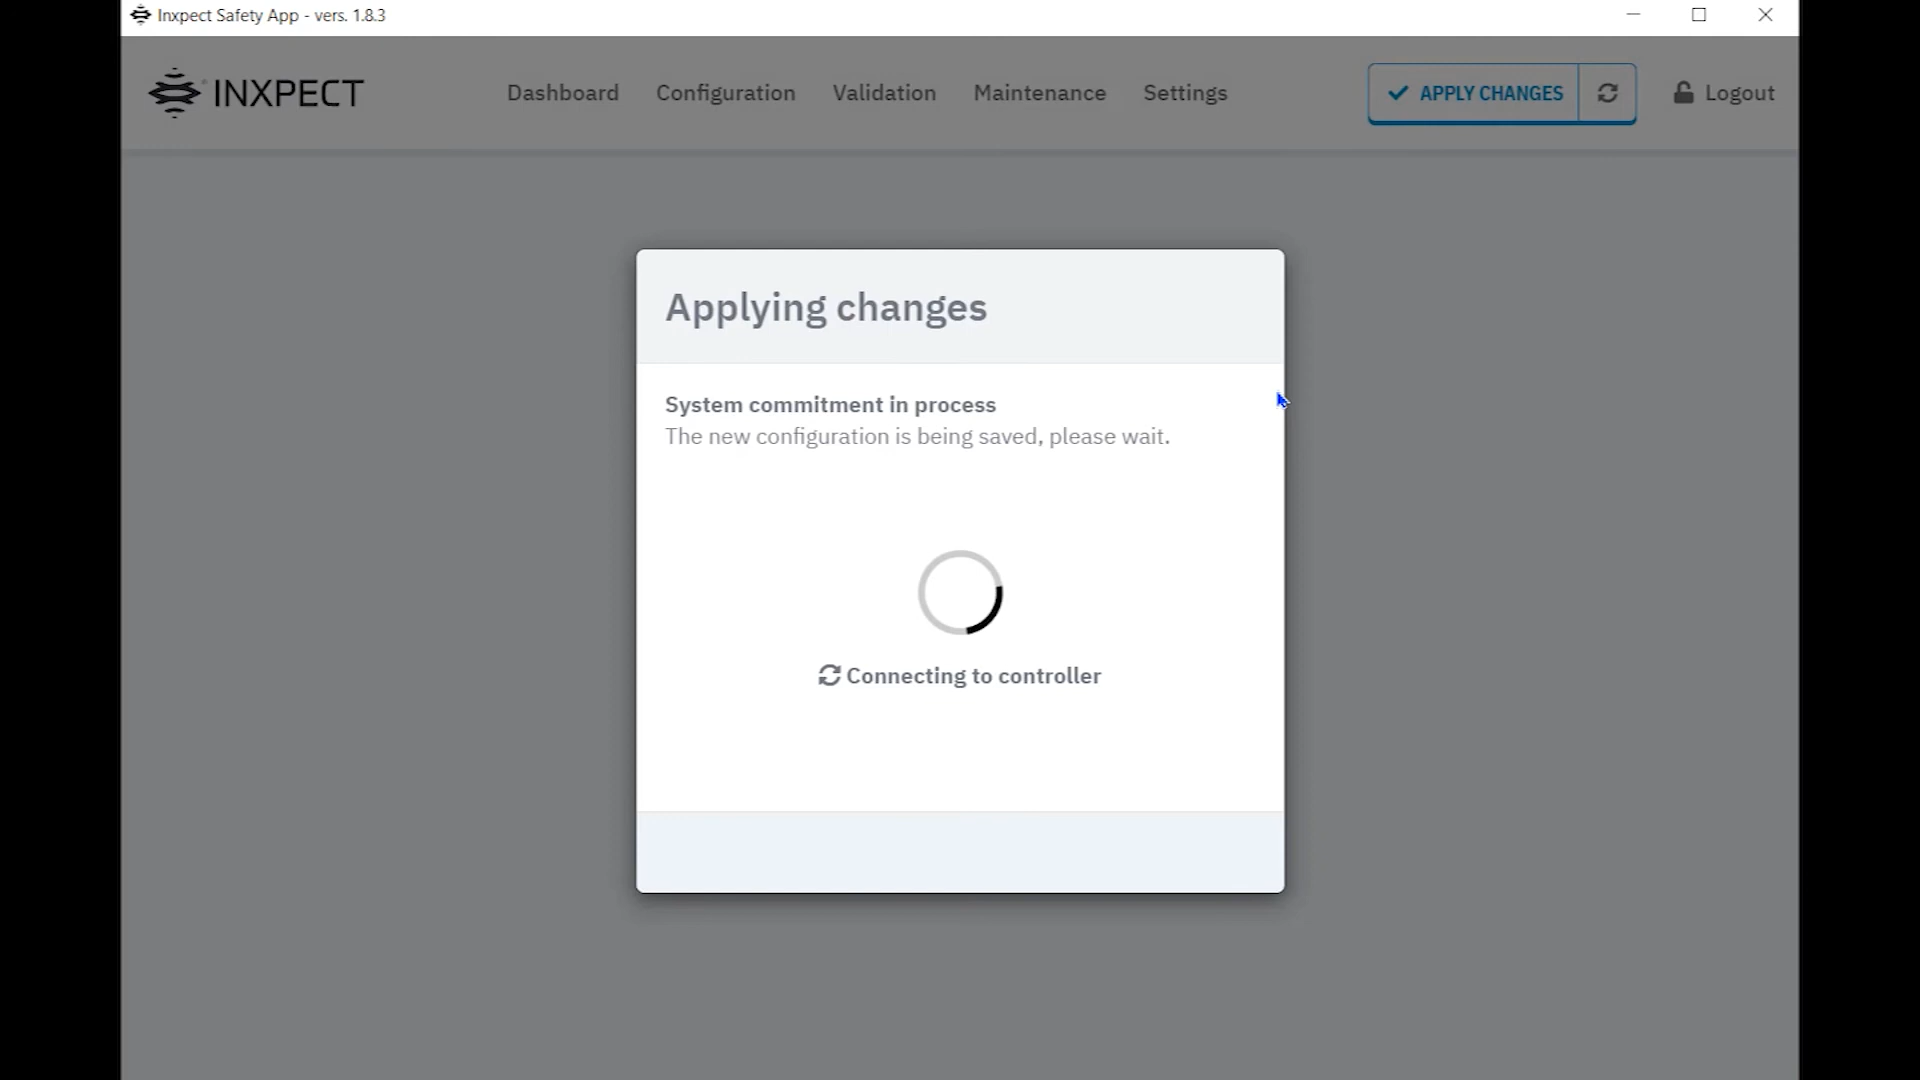 Inxpect Safety App - vers. 1.8.3
INXPECT
Dashboard
Configuration
Validation
Maintenance
Settings
APPLY CHANGES
Logout
Applying changes
System commitment in process
The new configuration is being saved, please wait.
Connecting to controller